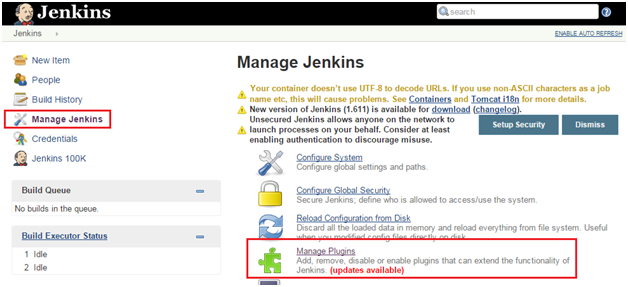 Jenkins
search
Jenkins
ENABLE AUTO REFRESH
New Item
People
Build History
Manage Jenkins
Credentials
Jenkins 100K
Build Queue
No builds in the queue.
Build Executor Status
1 Idle
2 Idle
Manage Jenkins
Your container doesn't use UTF-8 to decode URLs. If you use non-ASCII characters as a job
name etc, this will cause problems. See Containers and Tomcat i18n for more details.
New version of Jenkins (1.611) is available for download (changelog).
Unsecured Jenkins allows anyone on the network to
launch processes on your behalf. Consider at least
enabling authentication to discourage misuse.
Setup Security
Dismiss
Configure System
Configure global settings and paths.
Configure Global Security
Secure Jenkins; define who is allowed to access/use the system.
Reload Configuration from Disk
Discard all the loaded data in memory and reload everything from file system. Useful
when you modified config files directly on disk.
Manage Plugins
Add, remove, disable or enable plugins that can extend the functionality of
Jenkins. (updates available)